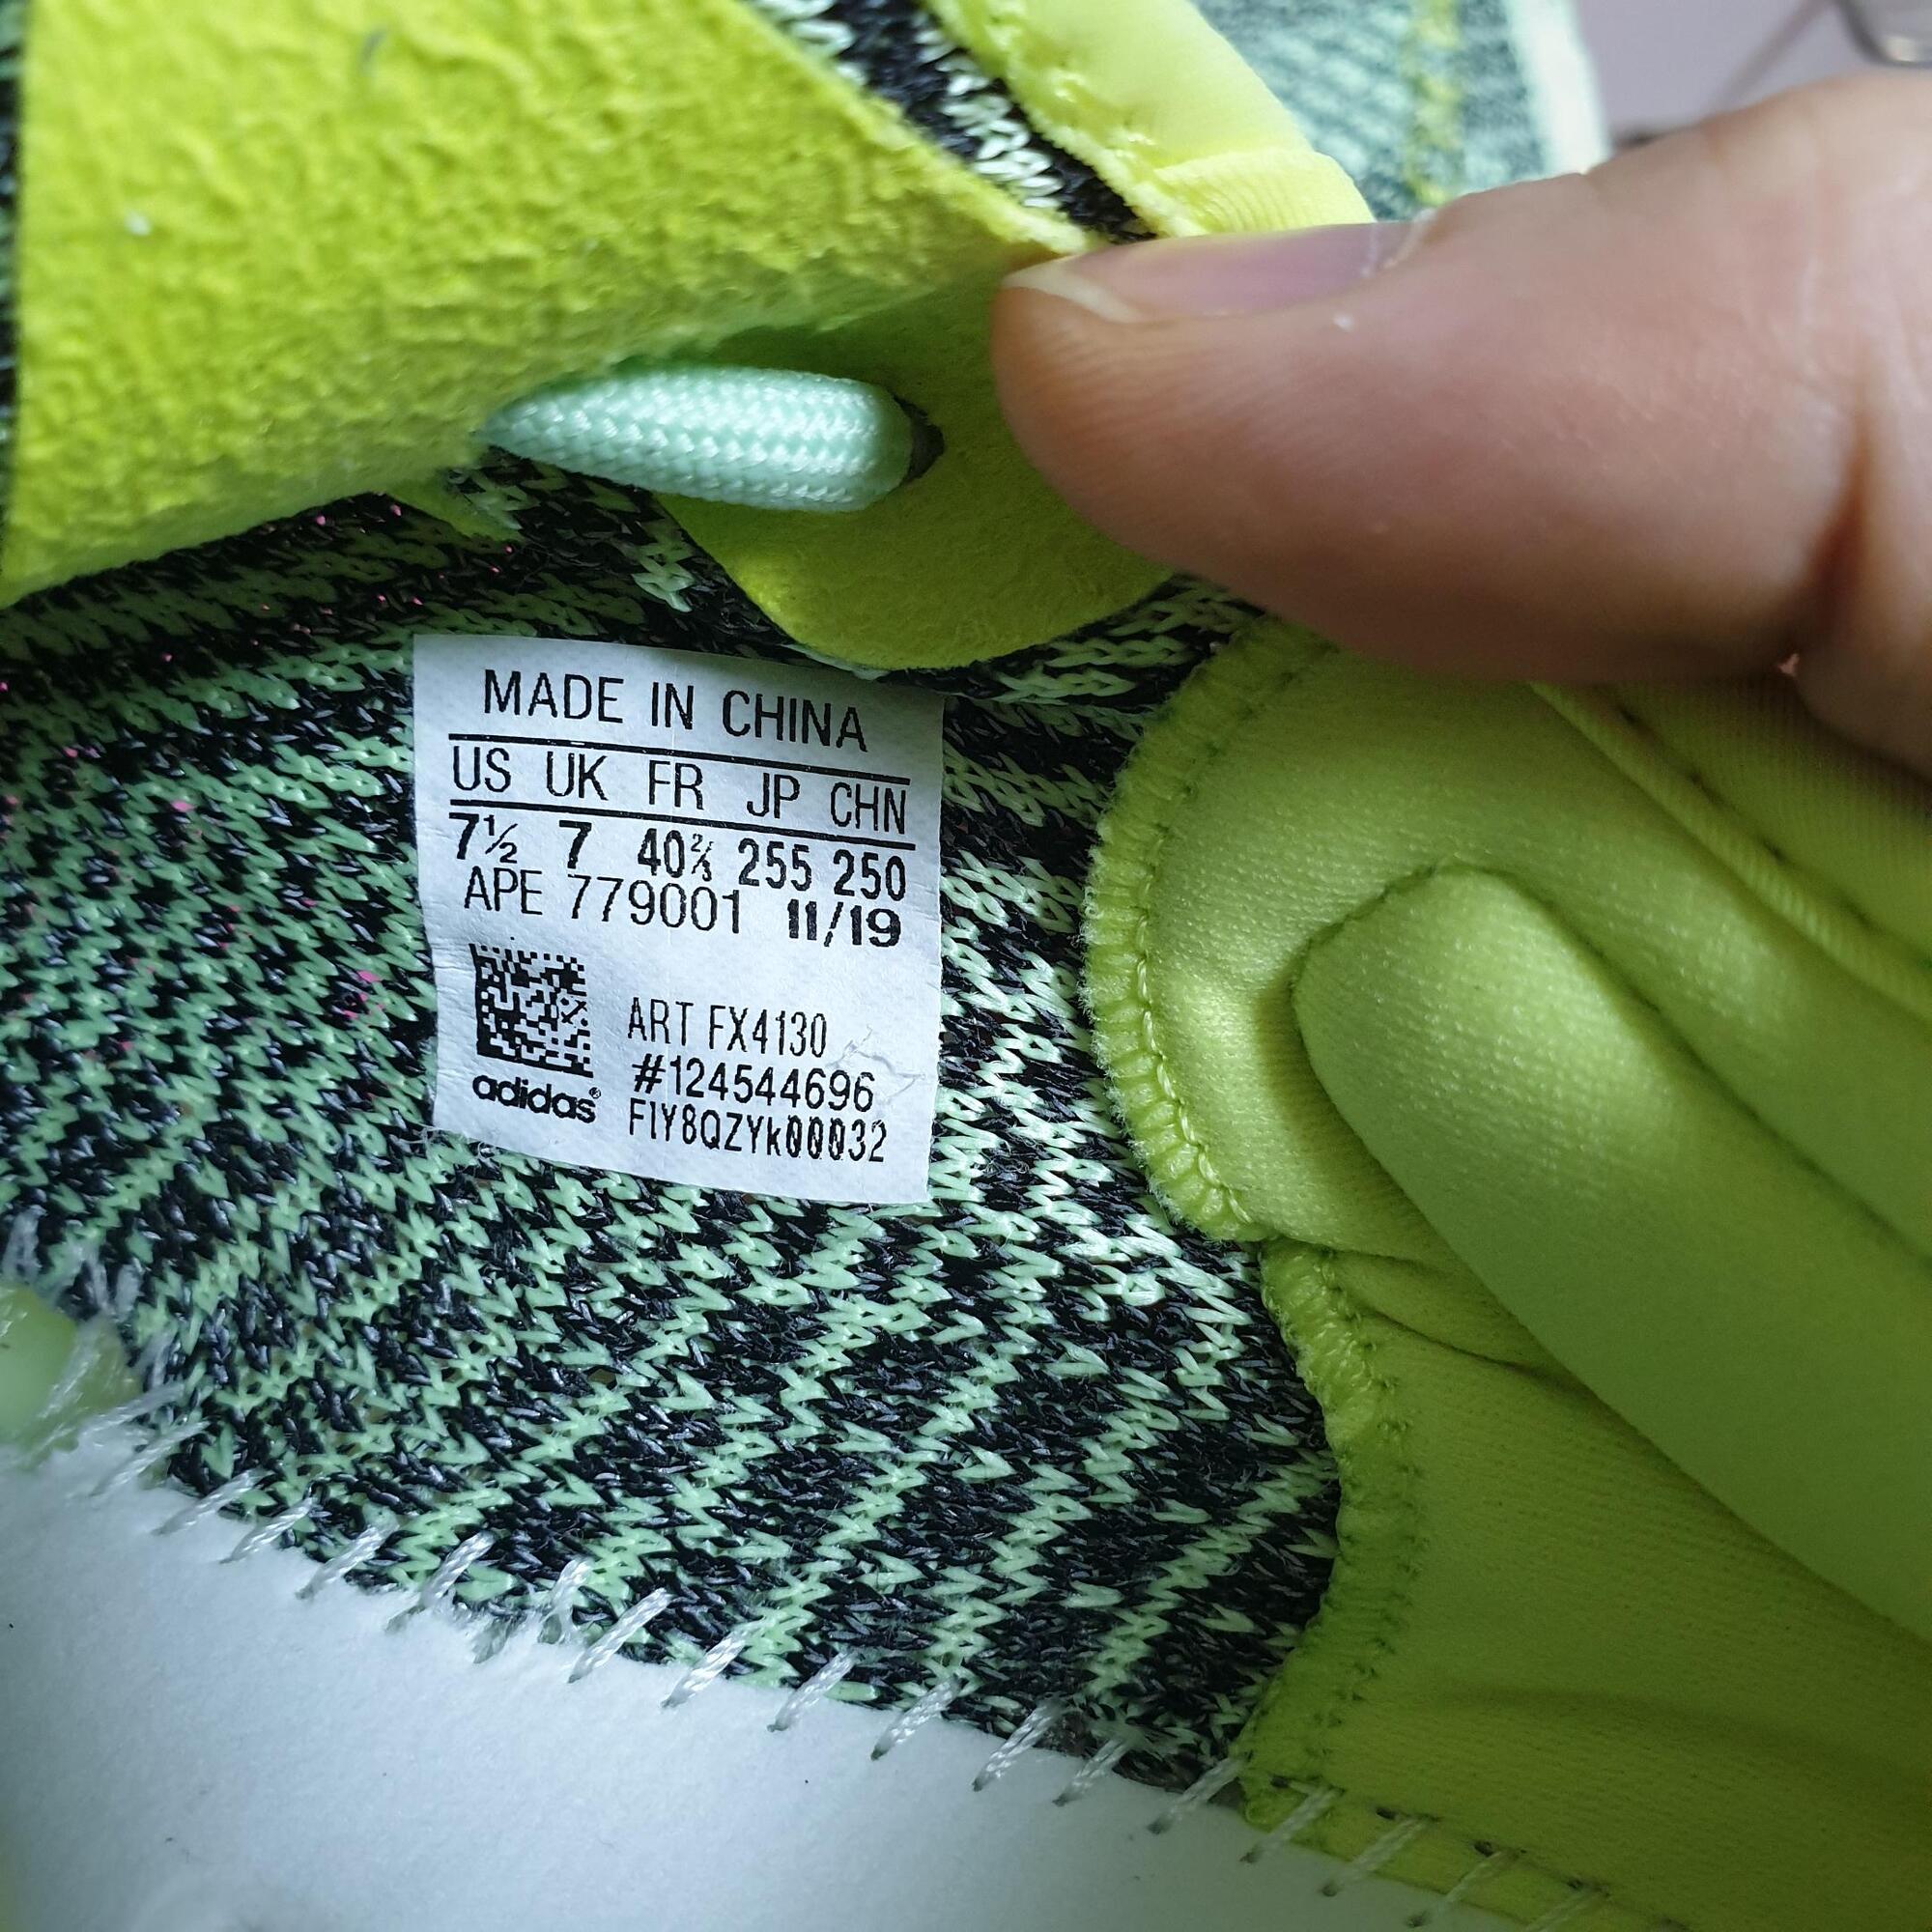 MADE IN CHINA
US UK FR JP CHN
7½ 7 40⅔ 255 250
APE 779001 11/19
ART FX4130
#124544696
adidas®
F1Y8QZYk00032